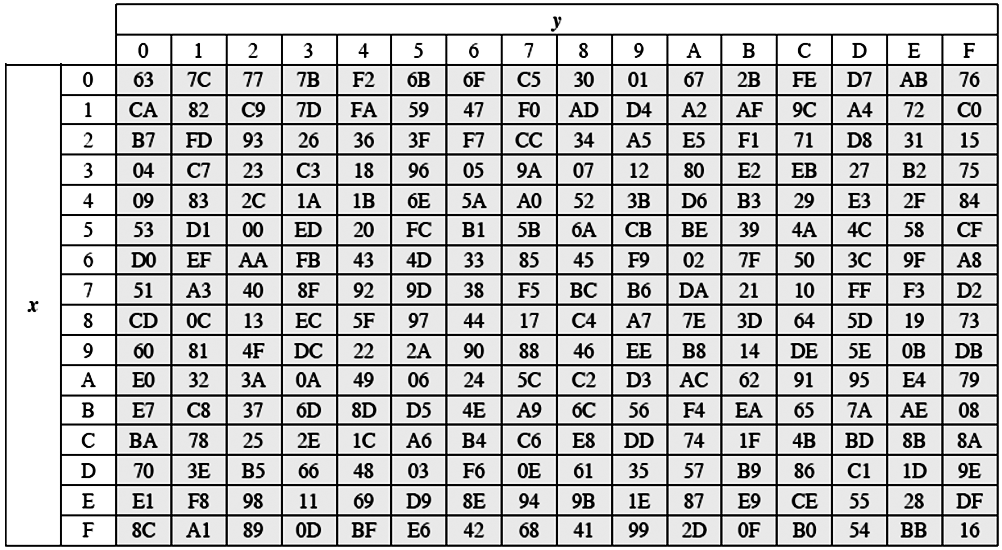 y
0 1 2 3 4 5 6 7 8 9 A B C D E F
0 63 7C 77 7B F2 6B 6F C5 30 01 67 2B FE D7 AB 76
1 CA 82 C9 7D FA 59 47 F0 AD D4 A2 AF 9C A4 72 C0
2 B7 FD 93 26 36 3F F7 CC 34 A5 E5 F1 71 D8 31 15
3 04 C7 23 C3 18 96 05 9A 07 12 80 E2 EB 27 B2 75
4 09 83 2C 1A 1B 6E 5A A0 52 3B D6 B3 29 E3 2F 84
5 53 D1 00 ED 20 FC B1 5B 6A CB BE 39 4A 4C 58 CF
6 D0 EF AA FB 43 4D 33 85 45 F9 02 7F 50 3C 9F A8
x 7 51 A3 40 8F 92 9D 38 F5 BC B6 DA 21 10 FF F3 D2
8 CD 0C 13 EC 5F 97 44 17 C4 A7 7E 3D 64 5D 19 73
9 60 81 4F DC 22 2A 90 88 46 EE B8 14 DE 5E 0B DB
A E0 32 3A 0A 49 06 24 5C C2 D3 AC 62 91 95 E4 79
B E7 C8 37 6D 8D D5 4E A9 6C 56 F4 EA 65 7A AE 08
C BA 78 25 2E 1C A6 B4 C6 E8 DD 74 1F 4B BD 8B 8A
D 70 3E B5 66 48 03 F6 0E 61 35 57 B9 86 C1 1D 9E
E E1 F8 98 11 69 D9 8E 94 9B 1E 87 E9 CE 55 28 DF
F 8C A1 89 0D BF E6 42 68 41 99 2D 0F B0 54 BB 16